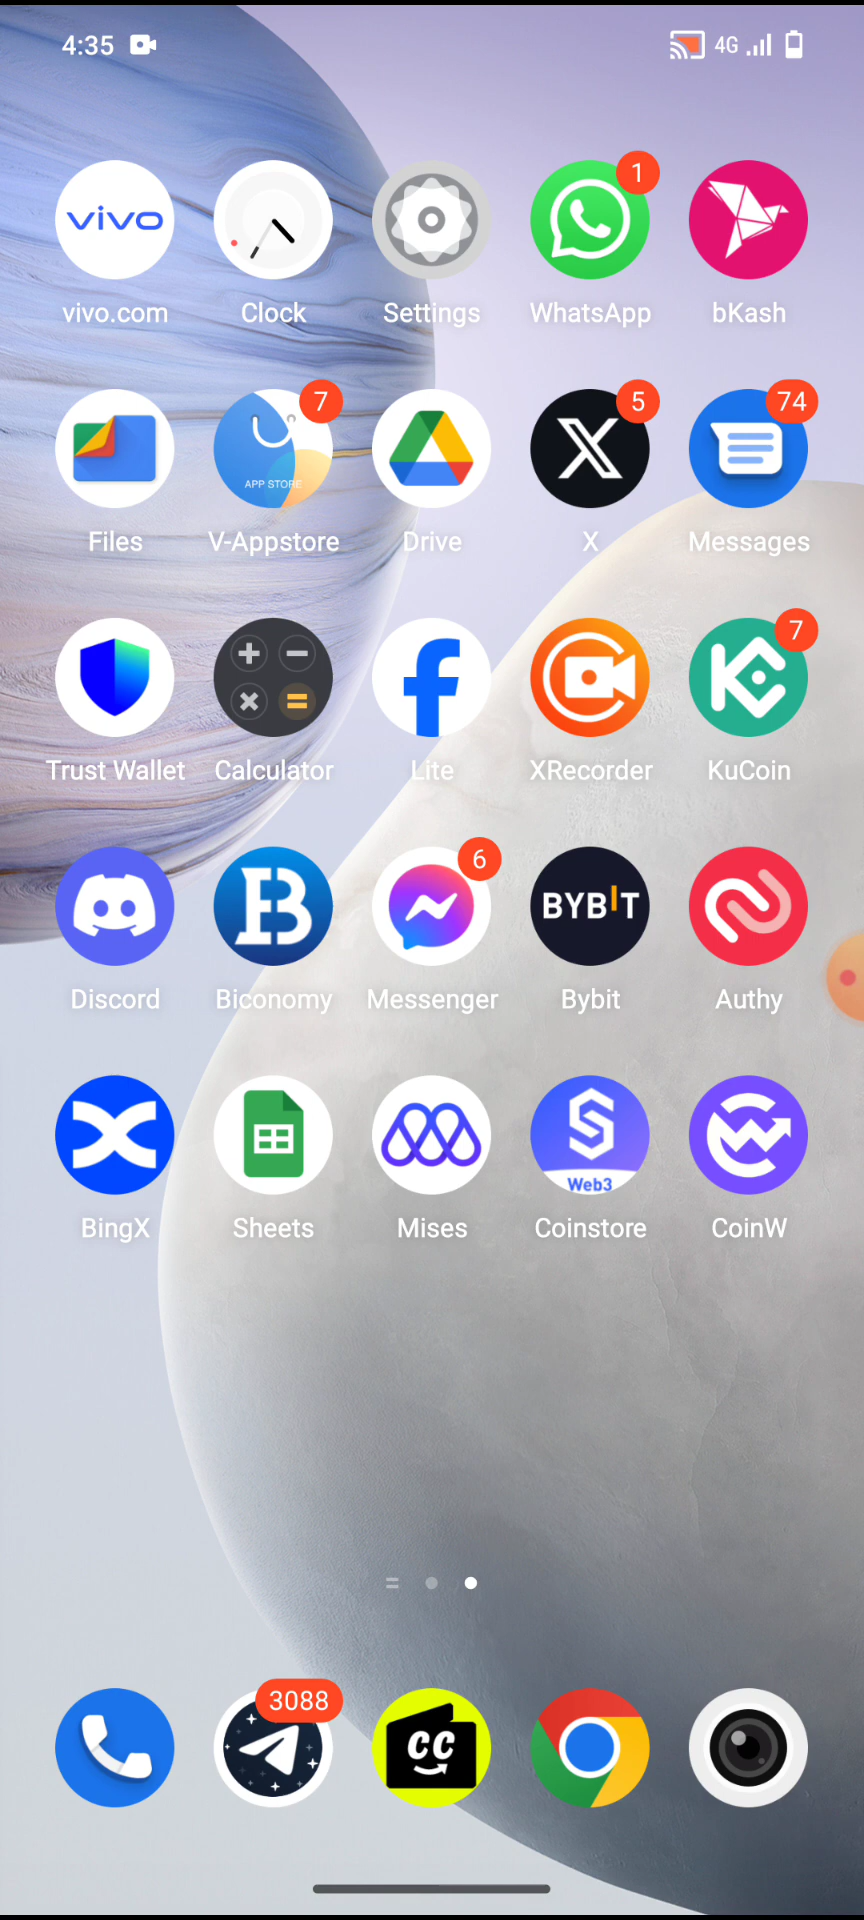 4:35 4G
vivo 1
vivo.com Clock Settings WhatsApp bKash
7 5 74
APP STORE
Files V-Appstore Drive X Messages
7
Trust Wallet Calculator Lite XRecorder KuCoin
6
BYBIT
Discord Biconomy Messenger Bybit Authy
Web3
BingX Sheets Mises Coinstore CoinW
3088
CC